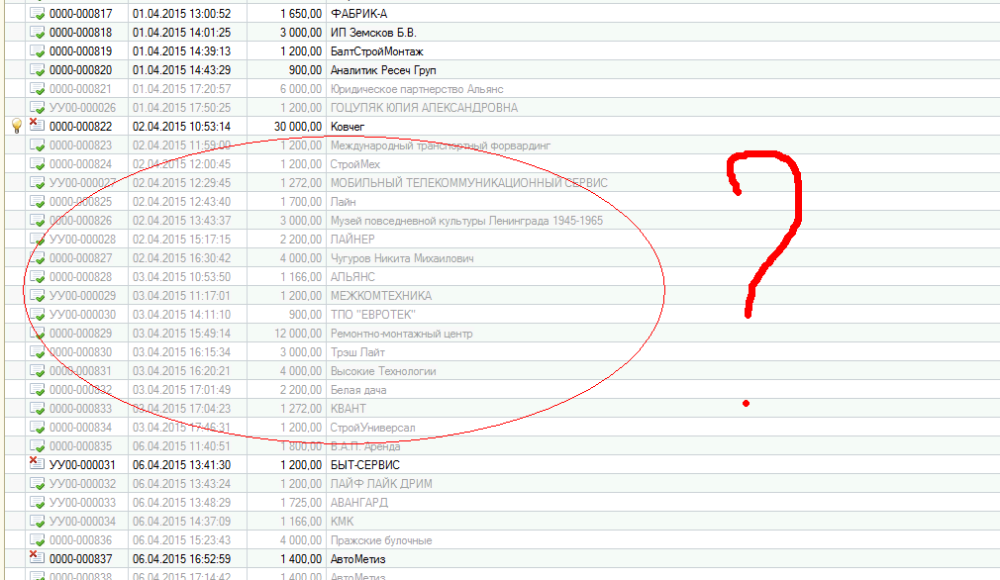 0000-000817 01.04.2015 13:00:52 1 650,00 ФАБРИК-А
0000-000818 01.04.2015 14:01:25 3 000,00 ИП Земсков Б.В.
0000-000819 01.04.2015 14:39:13 1 200,00 БалтСтройМонтаж
0000-000820 01.04.2015 14:43:29 900,00 Аналитик Ресеч Груп
0000-000821 01.04.2015 17:20:57 6 000,00 Юридическое партнерство Альянс
УУ00-000026 01.04.2015 17:50:25 1 200,00 ГОЦУЛЯК ЮЛИЯ АЛЕКСАНДРОВНА
0000-000822 02.04.2015 10:53:14 30 000,00 Ковчег
0000-000823 02.04.2015 11:59:00 1 200,00 Международный транспортный форвардинг
0000-000824 02.04.2015 12:00:45 1 200,00 СтройМех
УУ00-000027 02.04.2015 12:29:45 1 272,00 МОБИЛЬНЫЙ ТЕЛЕКОММУНИКАЦИОННЫЙ СЕРВИС
0000-000825 02.04.2015 12:43:40 1 700,00 Лайн
0000-000826 02.04.2015 13:43:37 3 000,00 Музей повседневной культуры Ленинграда 1945-1965
УУ00-000028 02.04.2015 15:17:15 2 200,00 ЛАЙНЕР
0000-000827 02.04.2015 16:30:42 4 000,00 Чугуров Никита Михаилович
0000-000828 03.04.2015 10:53:50 1 166,00 АЛЬЯНС
УУ00-000029 03.04.2015 11:17:01 1 200,00 МЕЖКОМТЕХНИКА
УУ00-000030 03.04.2015 14:11:10 900,00 ТПО "ЕВРОТЕК"
0000-000829 03.04.2015 15:49:14 12 000,00 Ремонтно-монтажный центр
0000-000830 03.04.2015 16:15:34 3 000,00 Трэш Лайт
0000-000831 03.04.2015 16:20:21 4 000,00 Высокие Технологии
0000-000832 03.04.2015 17:01:49 2 200,00 Белая дача
0000-000833 03.04.2015 17:04:23 1 272,00 КВАНТ
0000-000834 03.04.2015 17:46:31 1 200,00 СтройУниверсал
0000-000835 06.04.2015 11:40:51 1 800,00 В.А.П. Аренда
УУ00-000031 06.04.2015 13:41:30 1 200,00 БЫТ-СЕРВИС
УУ00-000032 06.04.2015 13:43:24 1 200,00 ЛАЙФ ЛАЙК ДРИМ
УУ00-000033 06.04.2015 13:48:29 1 725,00 АВАНГАРД
УУ00-000034 06.04.2015 14:37:09 1 166,00 КМК
0000-000836 06.04.2015 15:23:43 4 000,00 Пражские булочные
0000-000837 06.04.2015 16:52:59 1 400,00 АвтоМетиз
0000-000838 06.04.2015 17:14:42 1 400,00 АвтоМетиз
?